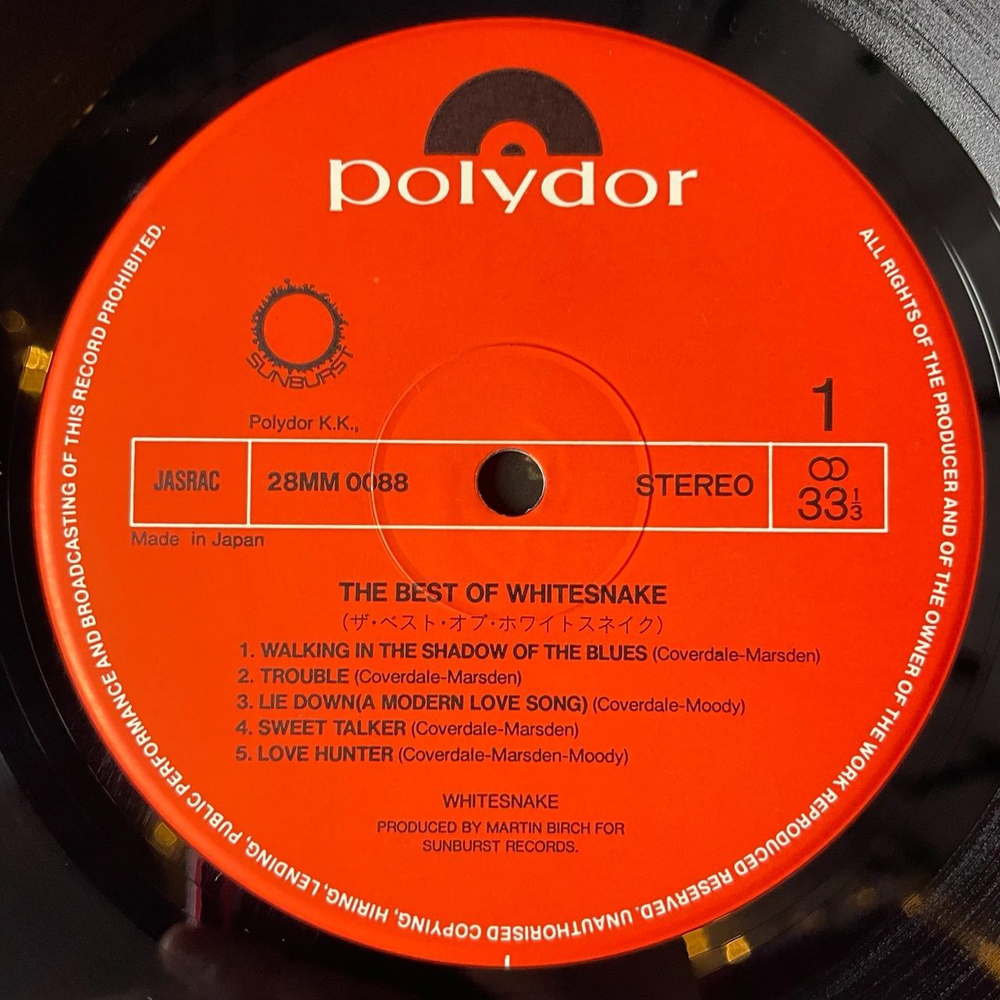 polydor
SUNBURST
Polydor K.K.,
1
JASRAC
28MM 0088
STEREO
33 1/3
Made in Japan
THE BEST OF WHITESNAKE
(ザ・ベスト・オブ・ホワイトスネイク)
1. WALKING IN THE SHADOW OF THE BLUES (Coverdale-Marsden)
2. TROUBLE (Coverdale-Marsden)
3. LIE DOWN(A MODERN LOVE SONG) (Coverdale-Moody)
4. SWEET TALKER (Coverdale-Marsden)
5. LOVE HUNTER (Coverdale-Marsden-Moody)
WHITESNAKE
PRODUCED BY MARTIN BIRCH FOR
SUNBURST RECORDS.
ALL RIGHTS OF THE PRODUCER AND OF THE OWNER OF THE WORK REPRODUCED RESERVED. UNAUTHORISED COPYING, HIRING, LENDING, PUBLIC PERFORMANCE AND BROADCASTING OF THIS RECORD PROHIBITED.